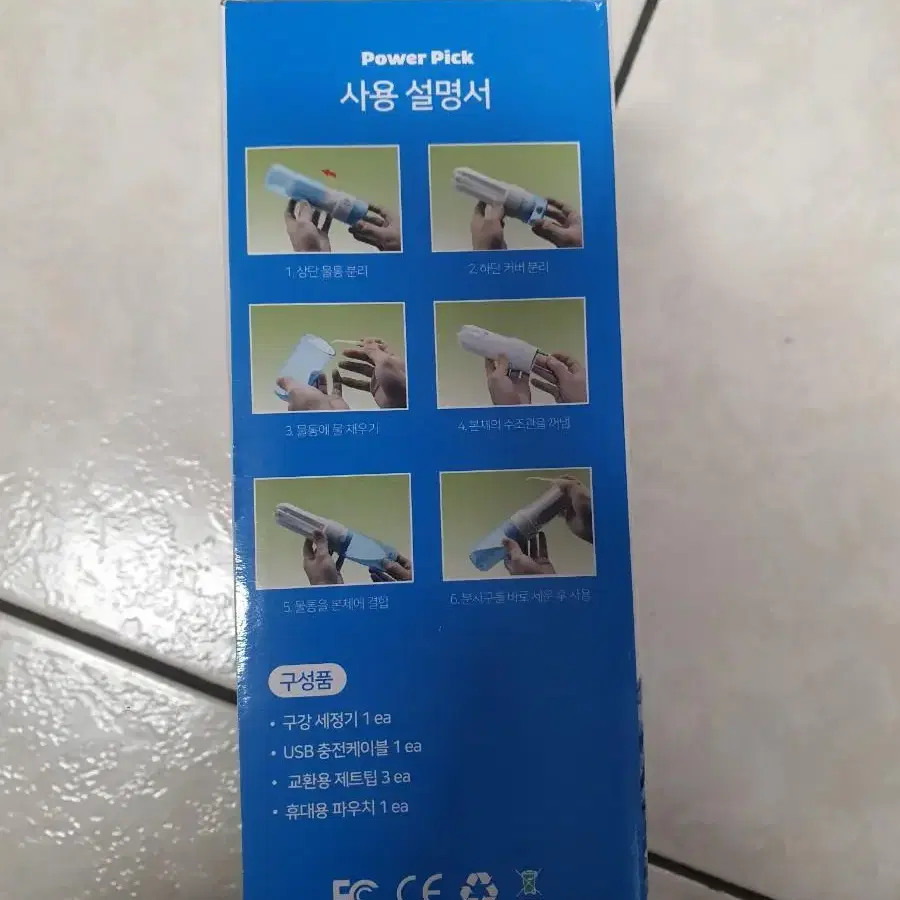 Power Pick
사용 설명서
1. 상단 물통 분리
2. 하단 커버 분리
3. 물통에 물 채우기
4. 본체의 수조관을 꺼냄
5. 물통을 본체에 결합
6. 분사구를 바로 세운 후 사용
구성품
• 구강 세정기 1 ea
• USB 충전케이블 1 ea
• 교환용 제트팁 3 ea
• 휴대용 파우치 1 ea
FC CE